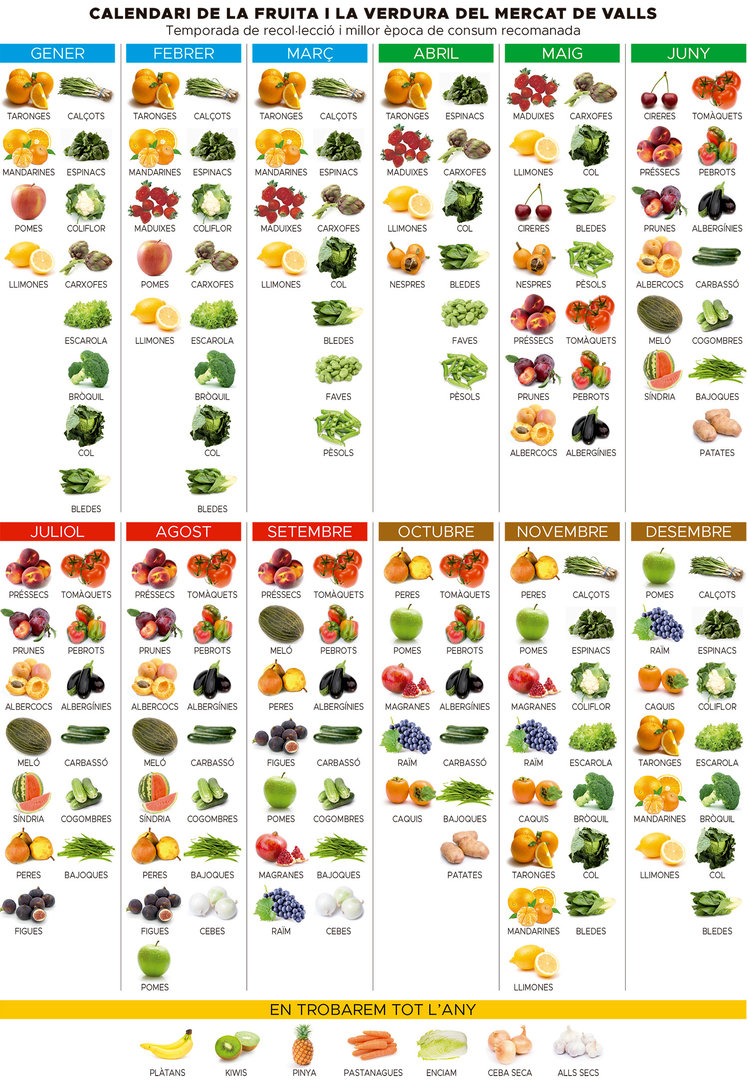 CALENDARI DE LA FRUITA I LA VERDURA DEL MERCAT DE VALLS
Temporada de recol·lecció i millor època de consum recomanada
GENER FEBRER MARÇ ABRIL MAIG JUNY
TARONGES CALÇOTS TARONGES CALÇOTS TARONGES CALÇOTS TARONGES ESPINACS MADUIXES CARXOFES CIRERES TOMÀQUETS
MANDARINES ESPINACS MANDARINES ESPINACS MANDARINES ESPINACS MADUIXES CARXOFES LLIMONES COL PRÉSSECS PEBROTS
POMES COLIFLOR MADUIXES COLIFLOR MADUIXES CARXOFES LLIMONES COL CIRERES BLEDES PRUNES ALBERGÍNIES
LLIMONES CARXOFES POMES CARXOFES LLIMONES COL NESPRES BLEDES NESPRES PÈSOLS ALBERCOCS CARBASSÓ
ESCAROLA LLIMONES ESCAROLA BLEDES FAVES PRÉSSECS TOMÀQUETS MELÓ COGOMBRES
BRÒQUIL BRÒQUIL FAVES PÈSOLS PRUNES PEBROTS SÍNDRIA BAJOQUES
COL COL PÈSOLS ALBERCOCS ALBERGÍNIES PATATES
BLEDES BLEDES
JULIOL AGOST SETEMBRE OCTUBRE NOVEMBRE DESEMBRE
PRÉSSECS TOMÀQUETS PRÉSSECS TOMÀQUETS PRÉSSECS TOMÀQUETS PERES TOMÀQUETS PERES CALÇOTS POMES CALÇOTS
PRUNES PEBROTS PRUNES PEBROTS MELÓ PEBROTS POMES PEBROTS POMES ESPINACS RAÏM ESPINACS
ALBERCOCS ALBERGÍNIES ALBERCOCS ALBERGÍNIES PERES ALBERGÍNIES MAGRANES ALBERGÍNIES MAGRANES COLIFLOR CAQUIS COLIFLOR
MELÓ CARBASSÓ MELÓ CARBASSÓ FIGUES CARBASSÓ RAÏM CARBASSÓ RAÏM ESCAROLA TARONGES ESCAROLA
SÍNDRIA COGOMBRES SÍNDRIA COGOMBRES POMES COGOMBRES CAQUIS BAJOQUES CAQUIS BRÒQUIL MANDARINES BRÒQUIL
PERES BAJOQUES PERES BAJOQUES MAGRANES BAJOQUES PATATES TARONGES COL LLIMONES COL
FIGUES FIGUES CEBES RAÏM CEBES MANDARINES BLEDES BLEDES
POMES LLIMONES
EN TROBAREM TOT L'ANY
PLÀTANS KIWIS PINYA PASTANAGUES ENCIAM CEBA SECA ALLS SECS